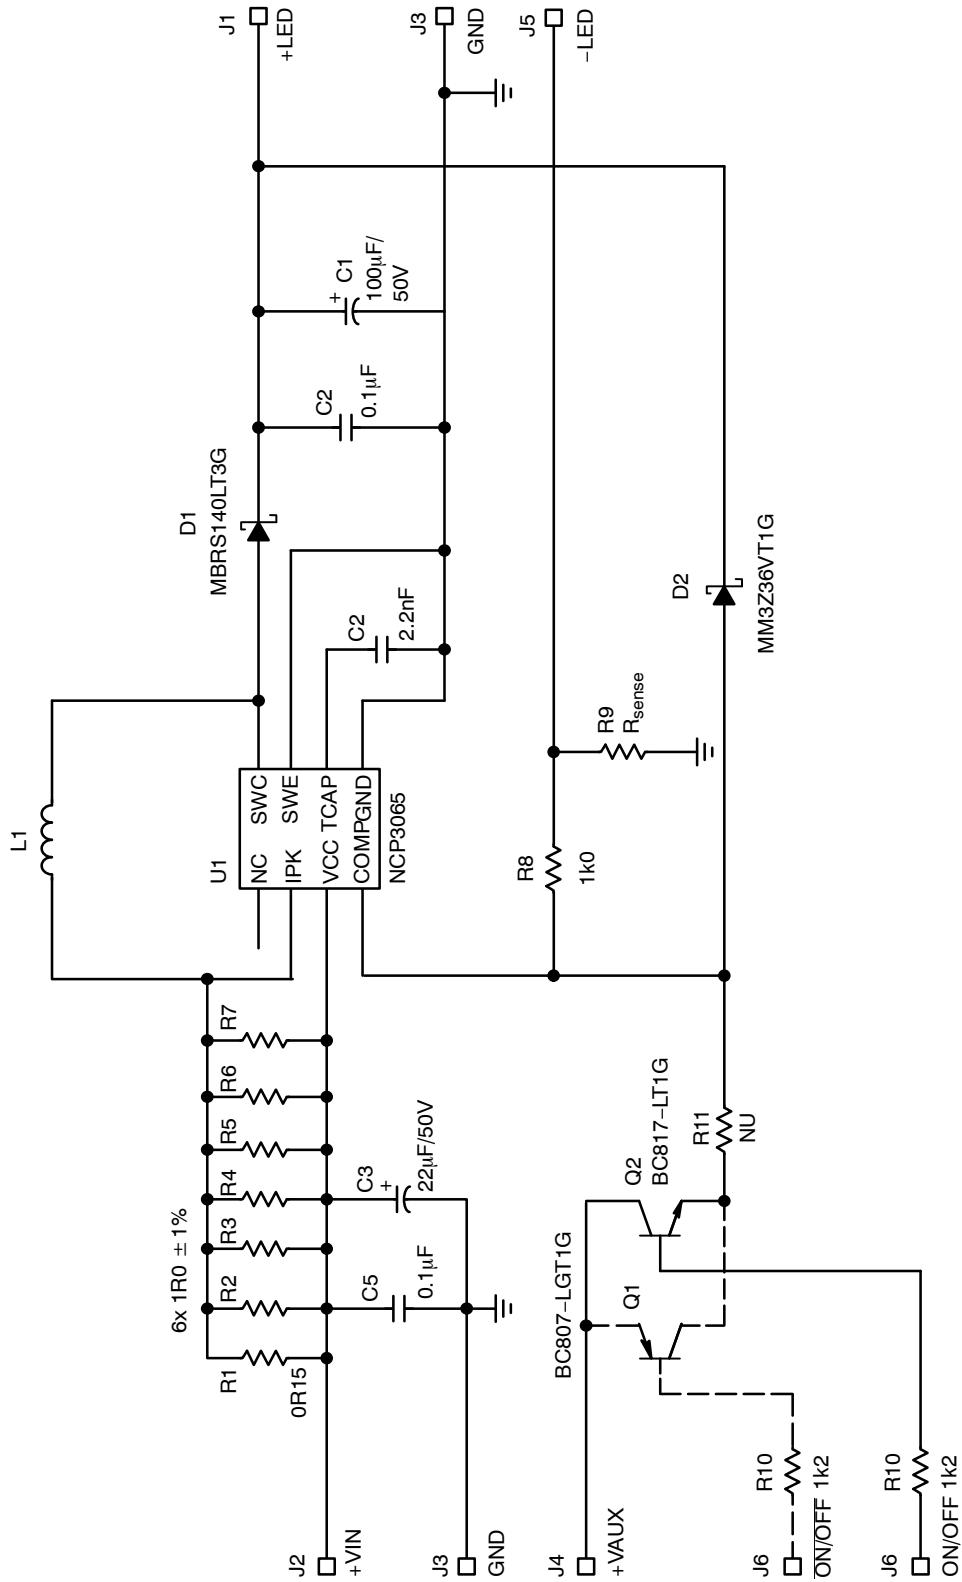 J1
+LED
J3
GND
J5
−LED
C1
100μF/
50V
+
C2
0.1μF
D1
MBRS140LT3G
C2
2.2nF
L1
U1
NC SWC
IPK SWE
VCC TCAP
COMP GND
NCP3065
R9
Rsense
R8
1k0
D2
MM3Z36VT1G
6x 1R0 ± 1%
R1
R2
R3
R4
R5
R6
R7
0R15
C5
0.1μF
C3
+
22μF/50V
J2
+VIN
J3
GND
J4
+VAUX
BC807−LGT1G
Q1
Q2
BC817−LT1G
R11
NU
J6
ON/OFF
R10
1k2
J6
ON/OFF
R10
1k2